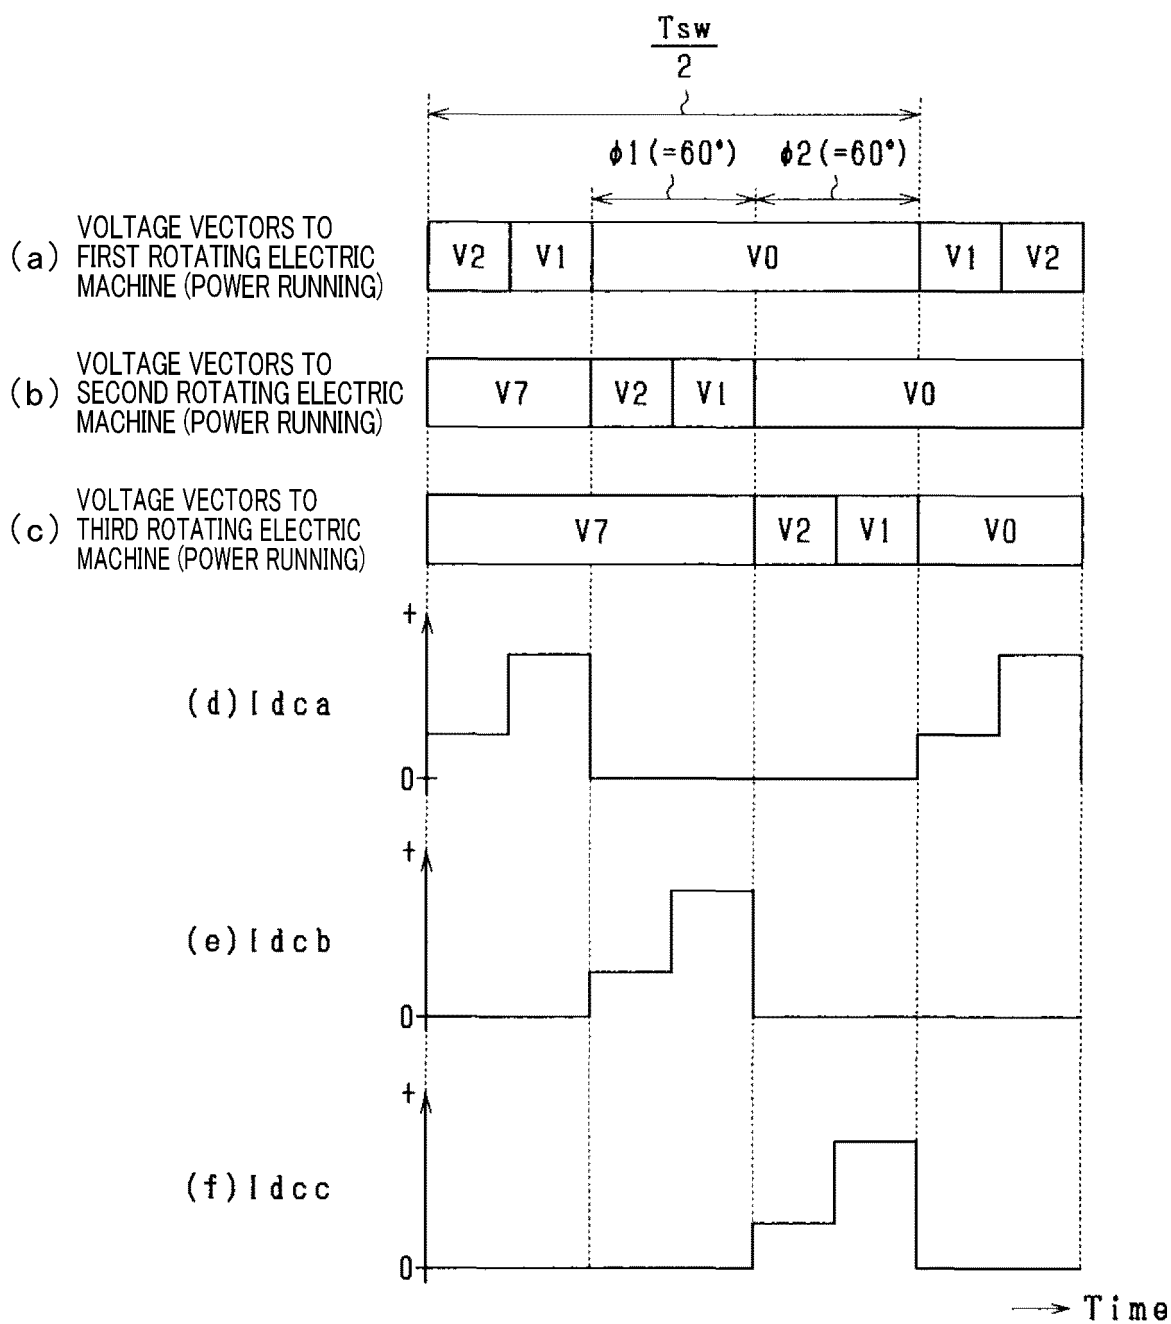 Tsw
2
ϕ1(=60°) ϕ2(=60°)
(a) VOLTAGE VECTORS TO
FIRST ROTATING ELECTRIC
MACHINE (POWER RUNNING)
V2 V1 V0 V1 V2
(b) VOLTAGE VECTORS TO
SECOND ROTATING ELECTRIC
MACHINE (POWER RUNNING)
V7 V2 V1 V0
(c) VOLTAGE VECTORS TO
THIRD ROTATING ELECTRIC
MACHINE (POWER RUNNING)
V7 V2 V1 V0
+
(d) Idca
0
+
(e) Idcb
0
+
(f) Idcc
0
Time